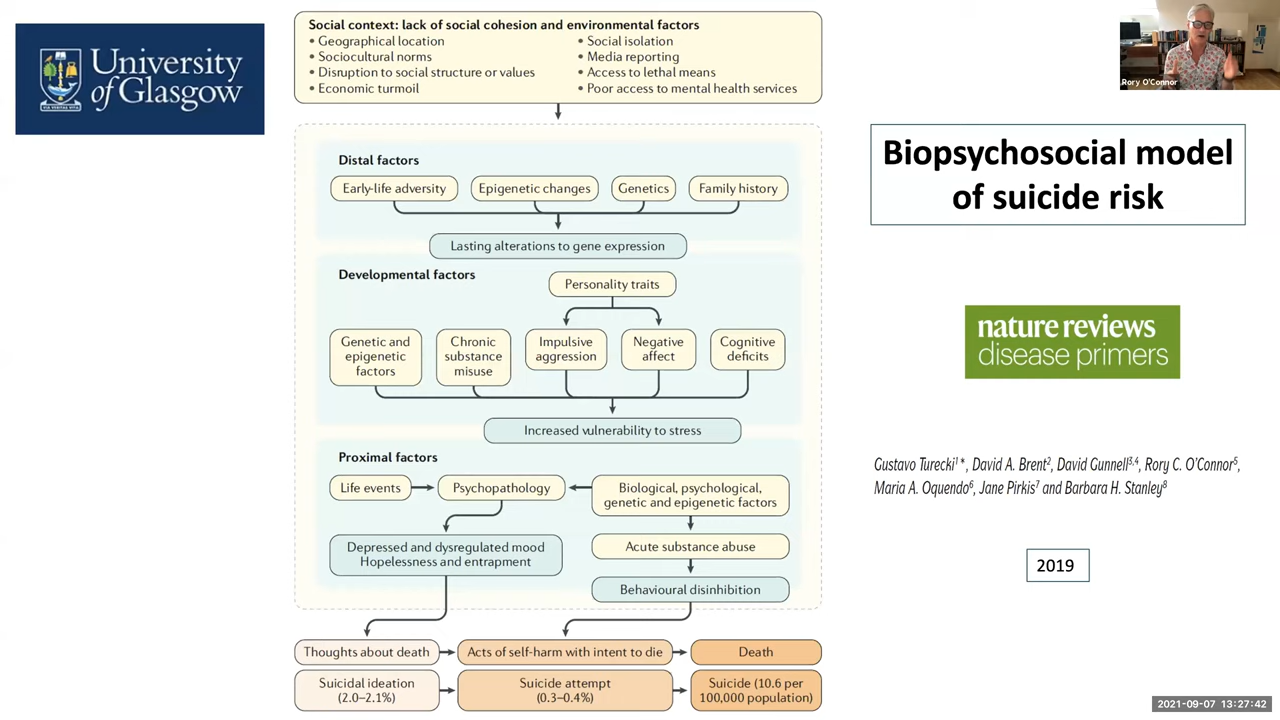 University
of Glasgow
VIA VERITAS VITA
Social context: lack of social cohesion and environmental factors
• Geographical location
• Sociocultural norms
• Disruption to social structure or values
• Economic turmoil
• Social isolation
• Media reporting
• Access to lethal means
• Poor access to mental health services
Distal factors
Early-life adversity
Epigenetic changes
Genetics
Family history
Lasting alterations to gene expression
Developmental factors
Personality traits
Genetic and
epigenetic
factors
Chronic
substance
misuse
Impulsive
aggression
Negative
affect
Cognitive
deficits
Increased vulnerability to stress
Proximal factors
Life events
Psychopathology
Biological, psychological,
genetic and epigenetic factors
Depressed and dysregulated mood
Hopelessness and entrapment
Acute substance abuse
Behavioural disinhibition
Thoughts about death
Acts of self-harm with intent to die
Death
Suicidal ideation
(2.0–2.1%)
Suicide attempt
(0.3–0.4%)
Suicide (10.6 per
100,000 population)
Rory O'Connor
Biopsychosocial model
of suicide risk
nature reviews
disease primers
Gustavo Turecki1*, David A. Brent2, David Gunnell3,4, Rory C. O'Connor5,
Maria A. Oquendo6, Jane Pirkis7 and Barbara H. Stanley8
2019
2021-09-07 13:27:42